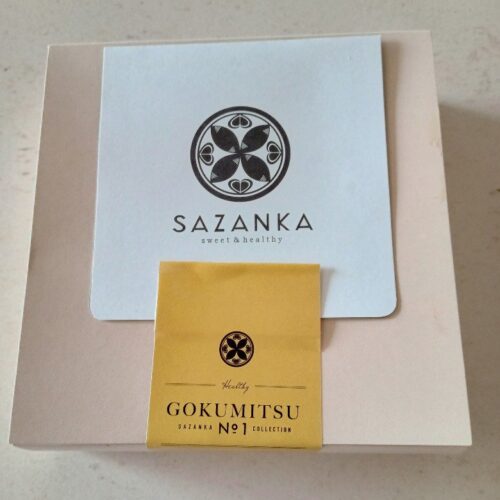 SAZANKA
sweet & healthy
Healthy
GOKUMITSU
SAZANKA Nº1 COLLECTION